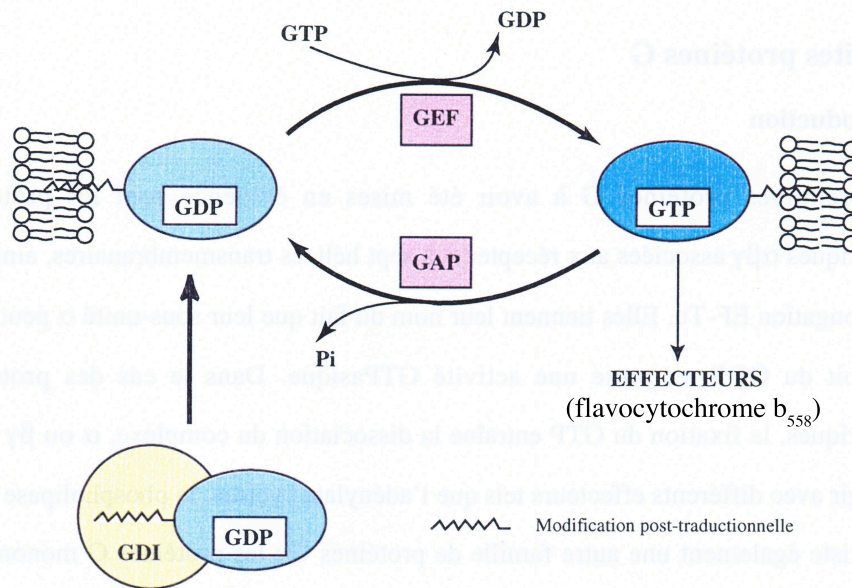 GTP
GDP
GEF
GDP
GTP
GAP
Pi
EFFECTEURS
(flavocytochrome b₅₅₈)
GDI
GDP
Modification post-traductionnelle